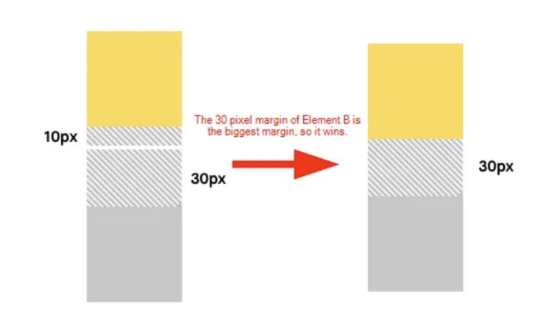 The 30 pixel margin of Element B is
the biggest margin, so it wins.
10px
30px
30px